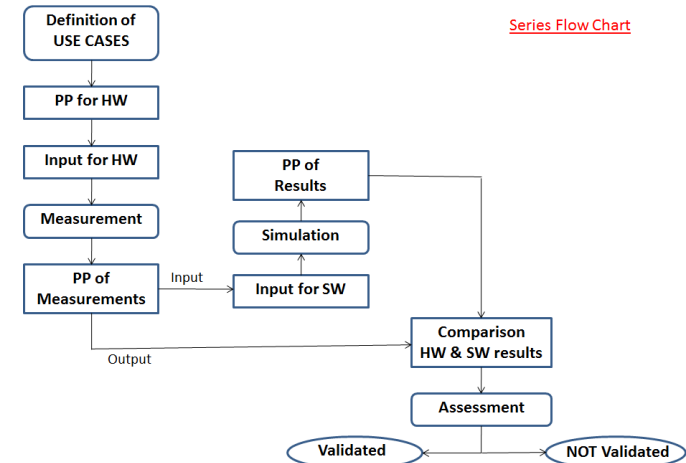 Series Flow Chart
Definition of
USE CASES
PP for HW
Input for HW
Measurement
PP of
Measurements
Input
Output
PP of
Results
Simulation
Input for SW
Comparison
HW & SW results
Assessment
Validated
NOT Validated